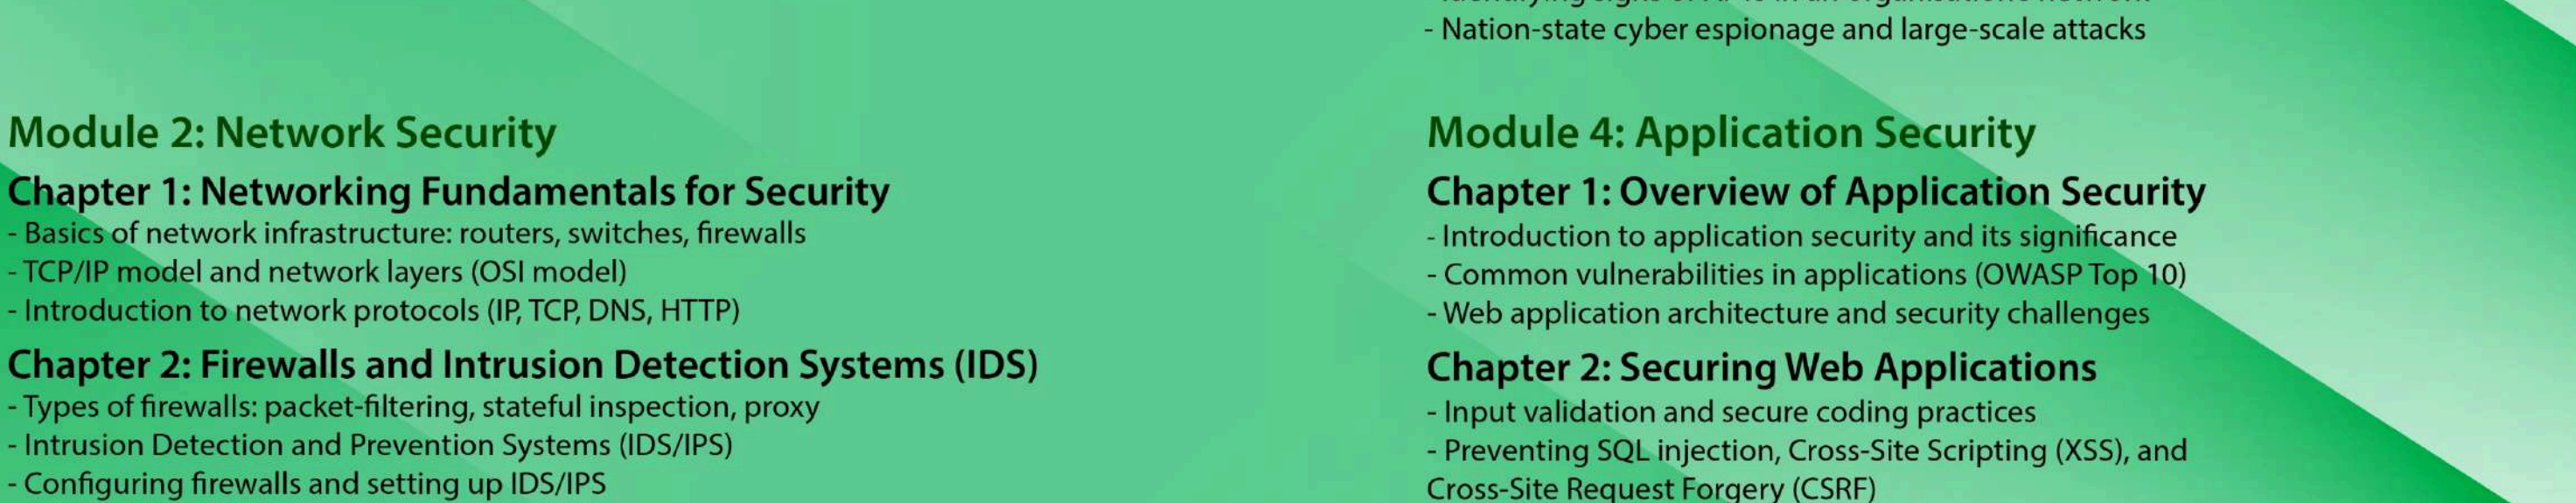 - Nation-state cyber espionage and large-scale attacks
Module 2: Network Security
Chapter 1: Networking Fundamentals for Security
- Basics of network infrastructure: routers, switches, firewalls
- TCP/IP model and network layers (OSI model)
- Introduction to network protocols (IP, TCP, DNS, HTTP)
Chapter 2: Firewalls and Intrusion Detection Systems (IDS)
- Types of firewalls: packet-filtering, stateful inspection, proxy
- Intrusion Detection and Prevention Systems (IDS/IPS)
- Configuring firewalls and setting up IDS/IPS
Module 4: Application Security
Chapter 1: Overview of Application Security
- Introduction to application security and its significance
- Common vulnerabilities in applications (OWASP Top 10)
- Web application architecture and security challenges
Chapter 2: Securing Web Applications
- Input validation and secure coding practices
- Preventing SQL injection, Cross-Site Scripting (XSS), and
Cross-Site Request Forgery (CSRF)